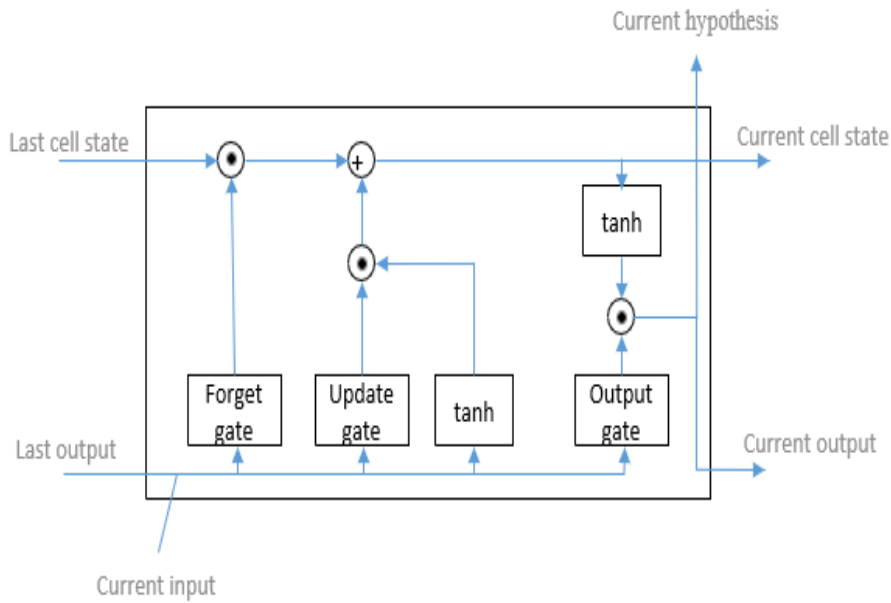 Current hypothesis
Last cell state
Current cell state
+
tanh
Forget
gate
Update
gate
tanh
Output
gate
Last output
Current output
Current input